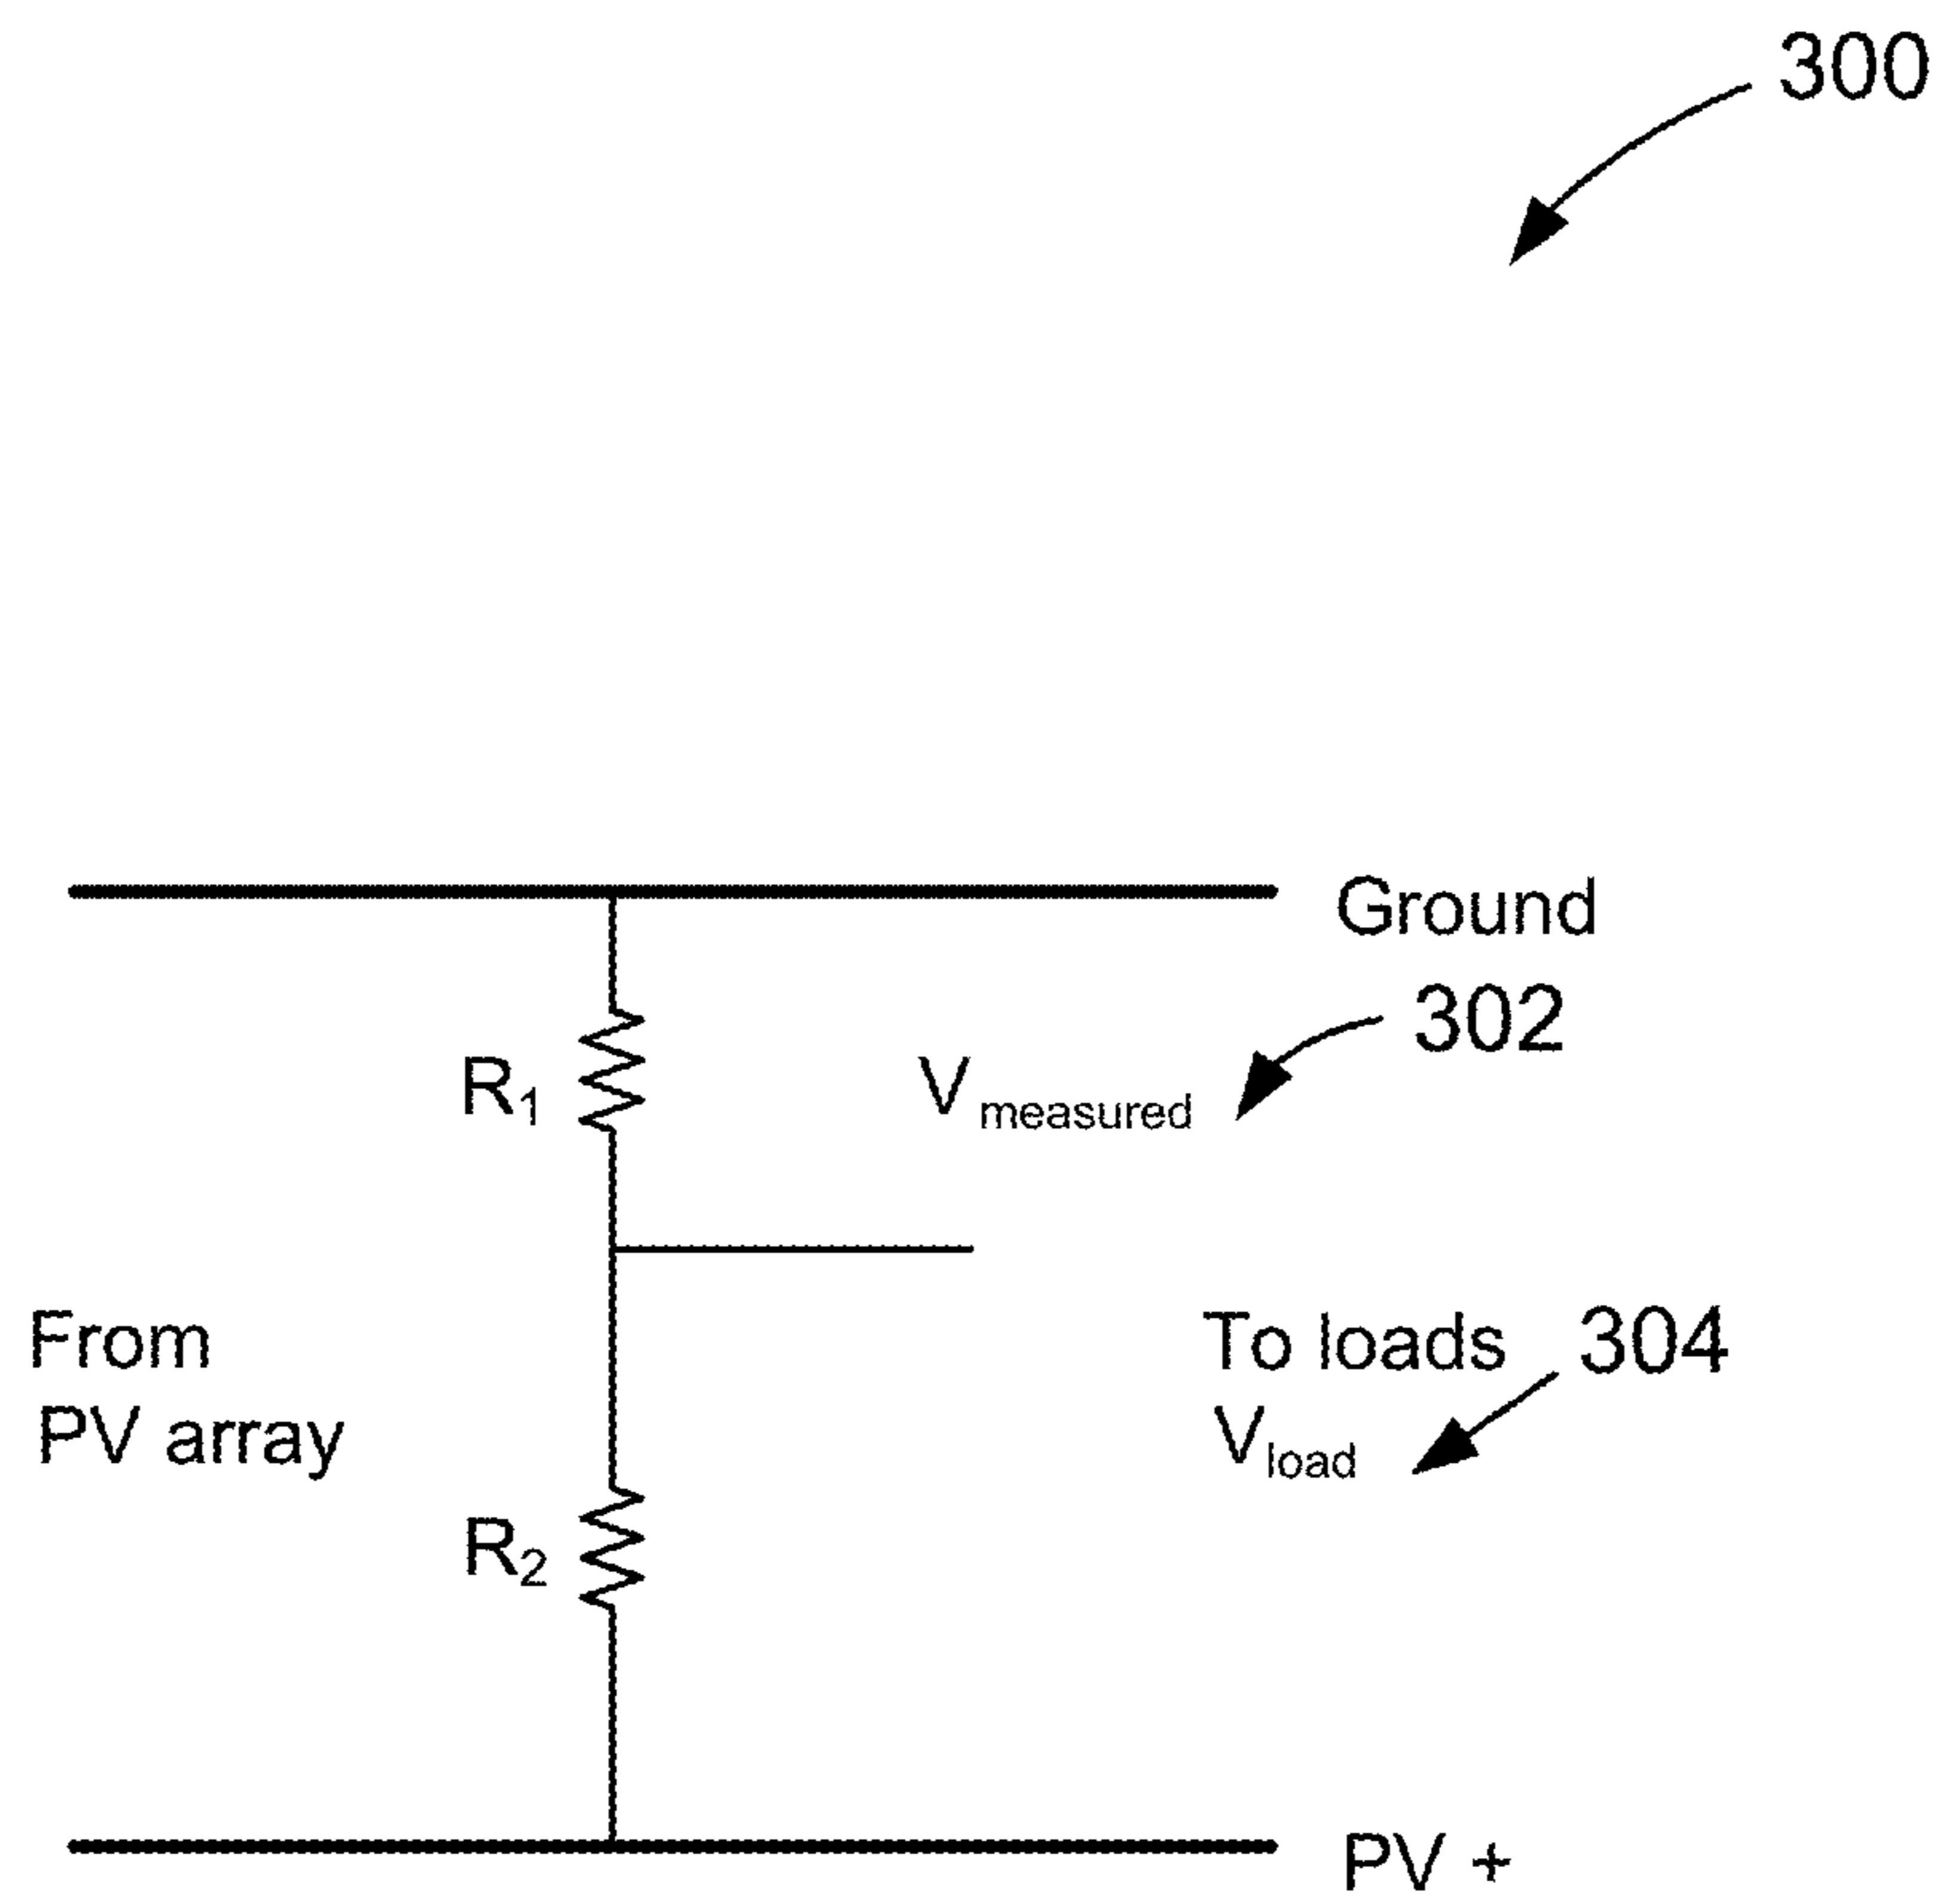 300
Ground
302
R1
Vmeasured
From
PV array
To loads 304
Vload
R2
PV +